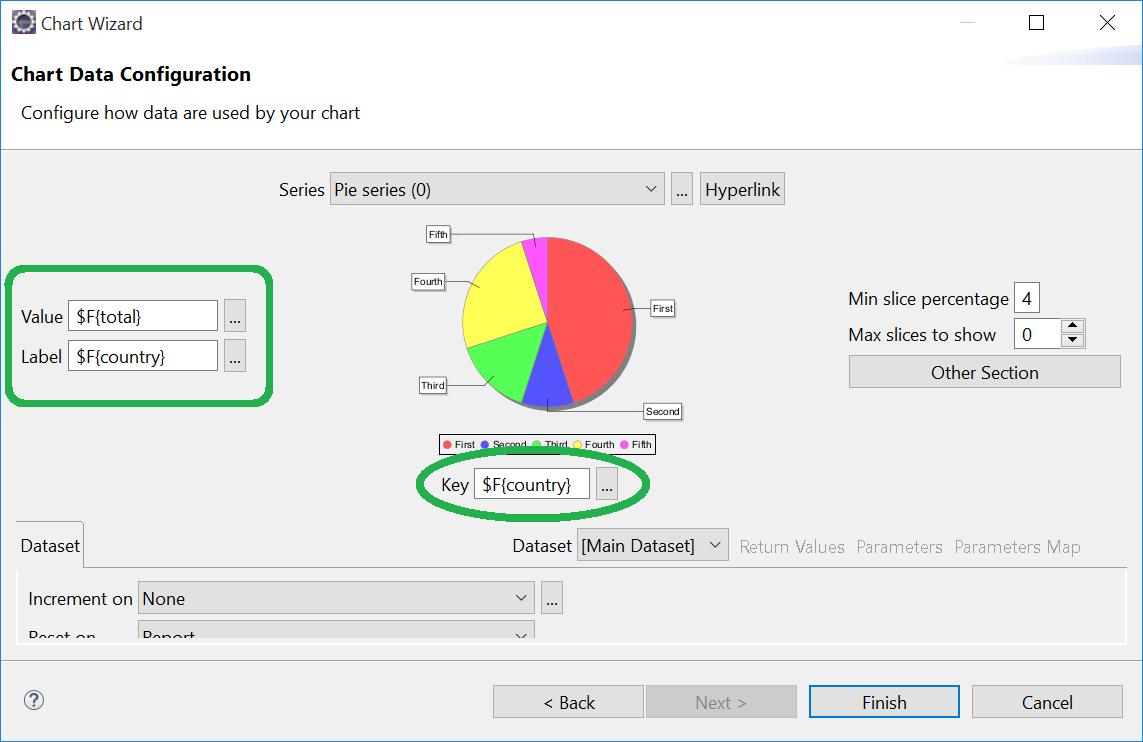 Chart Wizard
Chart Data Configuration
Configure how data are used by your chart
Series Pie series (0) ... Hyperlink
Fifth
Fourth
First
Third
Second
Value $F{total} ...
Label $F{country} ...
Min slice percentage 4
Max slices to show 0
Other Section
First Second Third Fourth Fifth
Key $F{country} ...
Dataset
Dataset [Main Dataset] Return Values Parameters Parameters Map
Increment on None ...
Reset on Report
< Back Next > Finish Cancel